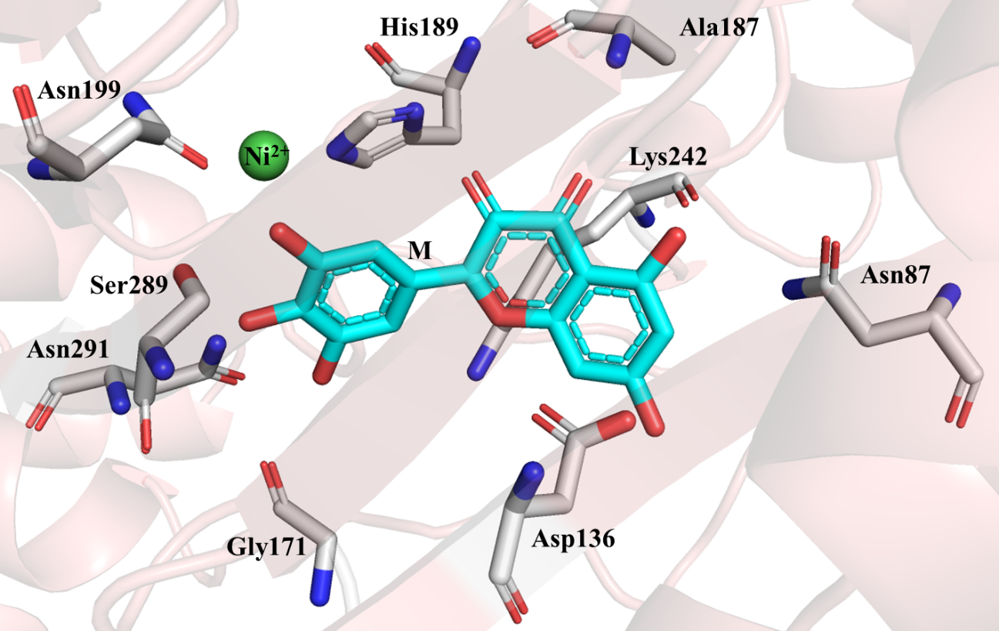 His189
Ala187
Asn199
Ni²⁺
Lys242
M
Ser289
Asn87
Asn291
Gly171
Asp136